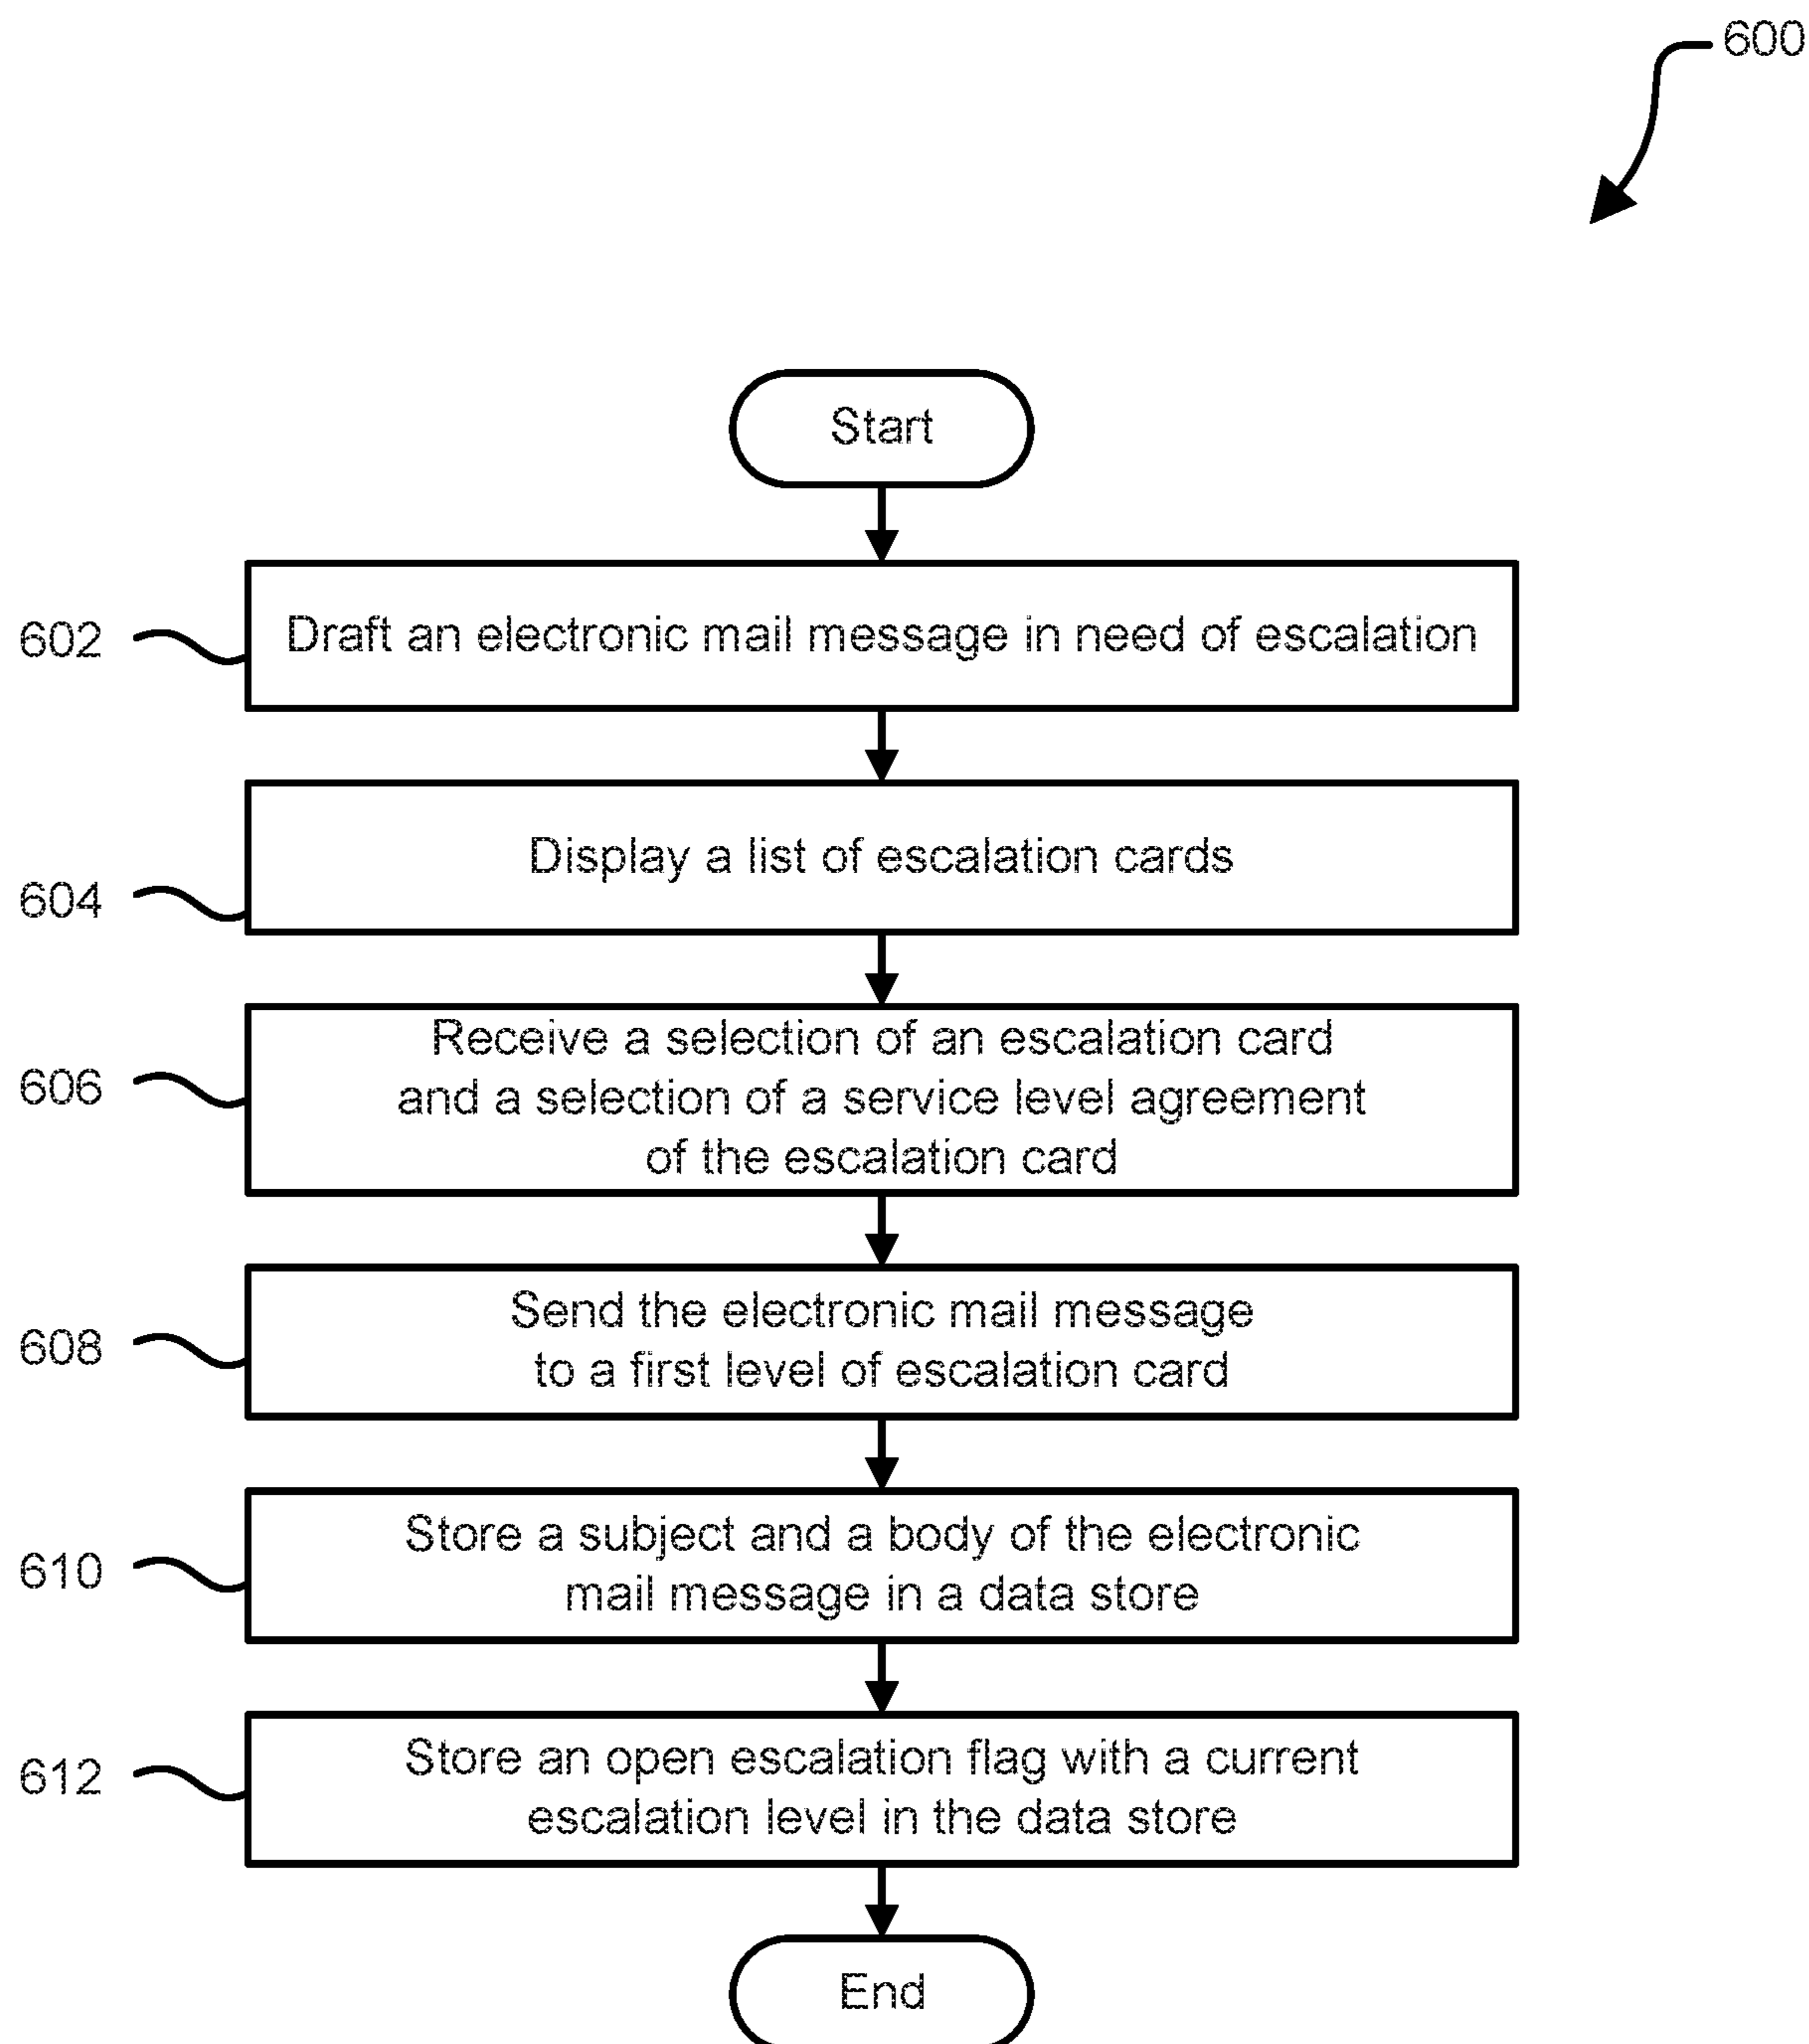 600
Start
602
Draft an electronic mail message in need of escalation
604
Display a list of escalation cards
606
Receive a selection of an escalation card
and a selection of a service level agreement
of the escalation card
608
Send the electronic mail message
to a first level of escalation card
610
Store a subject and a body of the electronic
mail message in a data store
612
Store an open escalation flag with a current
escalation level in the data store
End